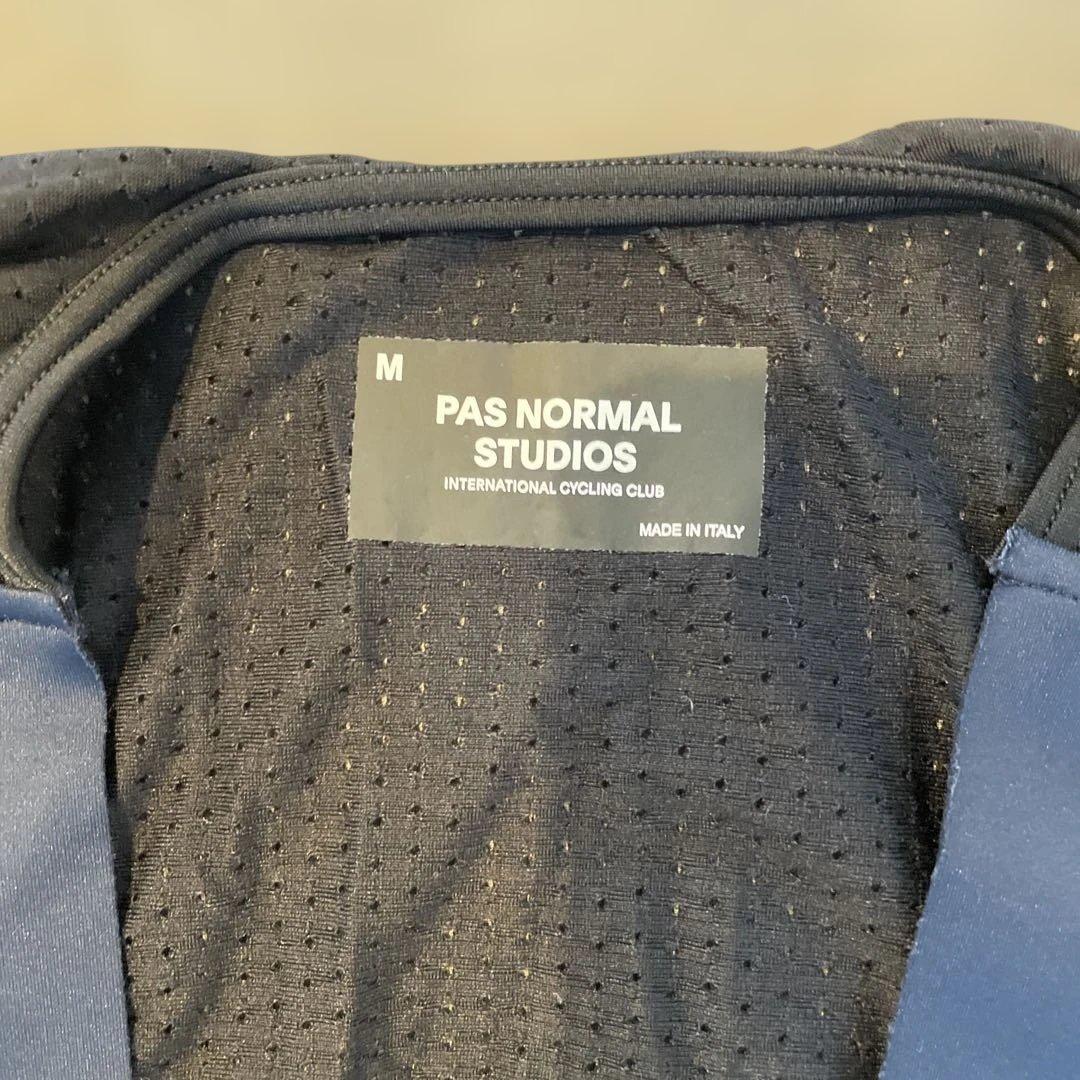 M
PAS NORMAL
STUDIOS
INTERNATIONAL CYCLING CLUB
MADE IN ITALY